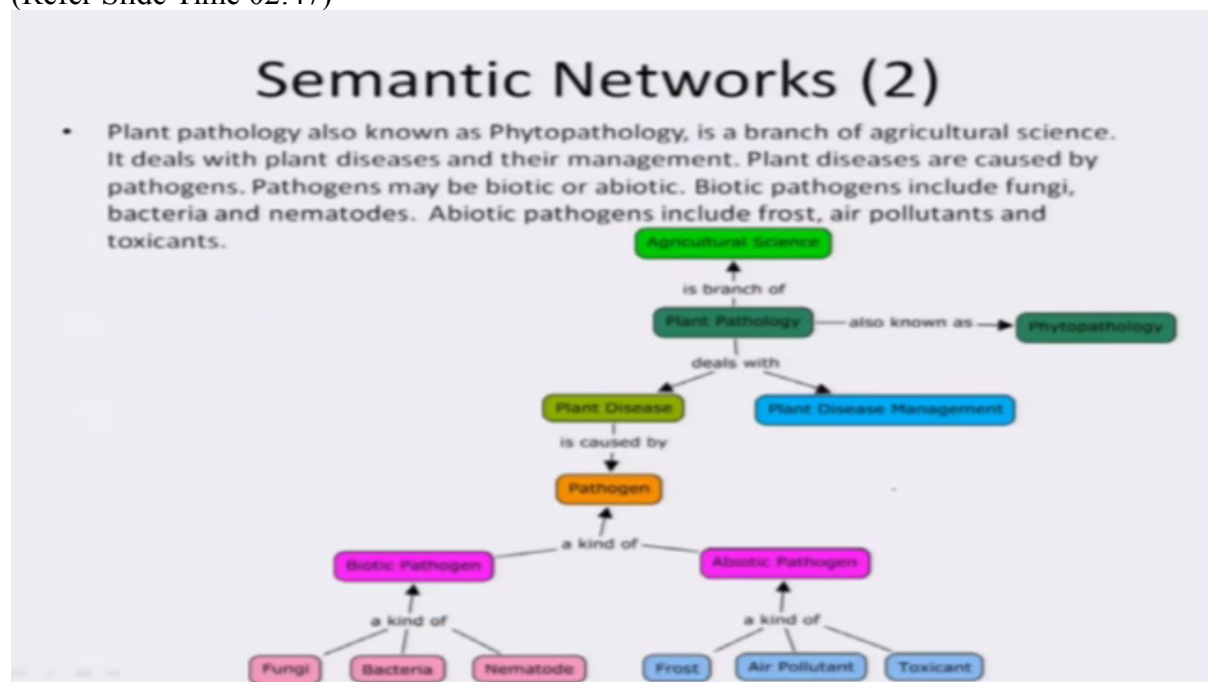 (Refer Slide Time 02:47)
Semantic Networks (2)
• Plant pathology also known as Phytopathology, is a branch of agricultural science.
It deals with plant diseases and their management. Plant diseases are caused by
pathogens. Pathogens may be biotic or abiotic. Biotic pathogens include fungi,
bacteria and nematodes. Abiotic pathogens include frost, air pollutants and
toxicants.
Agricultural Science
is branch of
Plant Pathology also known as Phytopathology
deals with
Plant Disease Plant Disease Management
is caused by
Pathogen
a kind of
Biotic Pathogen Abiotic Pathogen
a kind of a kind of
Fungi Bacteria Nematode Frost Air Pollutant Toxicant